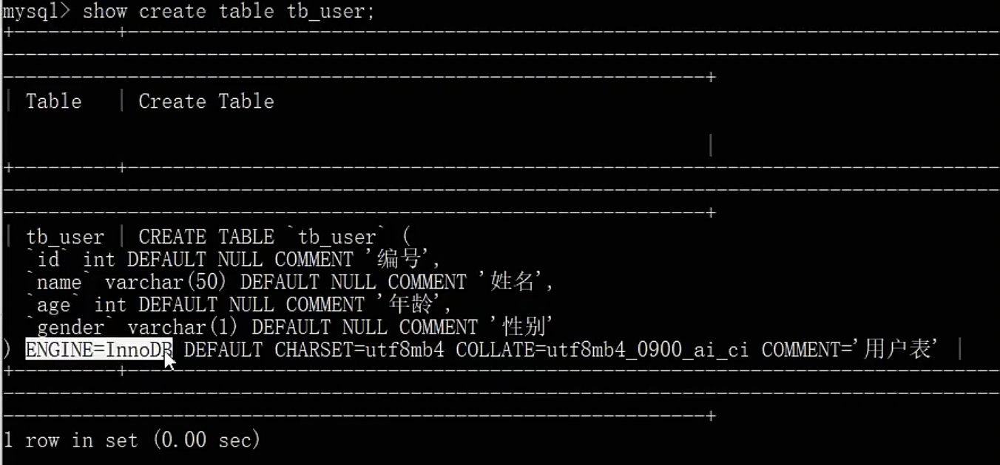 mysql> show create table tb_user;
| Table | Create Table |
| tb_user | CREATE TABLE `tb_user` (
`id` int DEFAULT NULL COMMENT '编号',
`name` varchar(50) DEFAULT NULL COMMENT '姓名',
`age` int DEFAULT NULL COMMENT '年龄',
`gender` varchar(1) DEFAULT NULL COMMENT '性别'
) ENGINE=InnoDB DEFAULT CHARSET=utf8mb4 COLLATE=utf8mb4_0900_ai_ci COMMENT='用户表' |
1 row in set (0.00 sec)